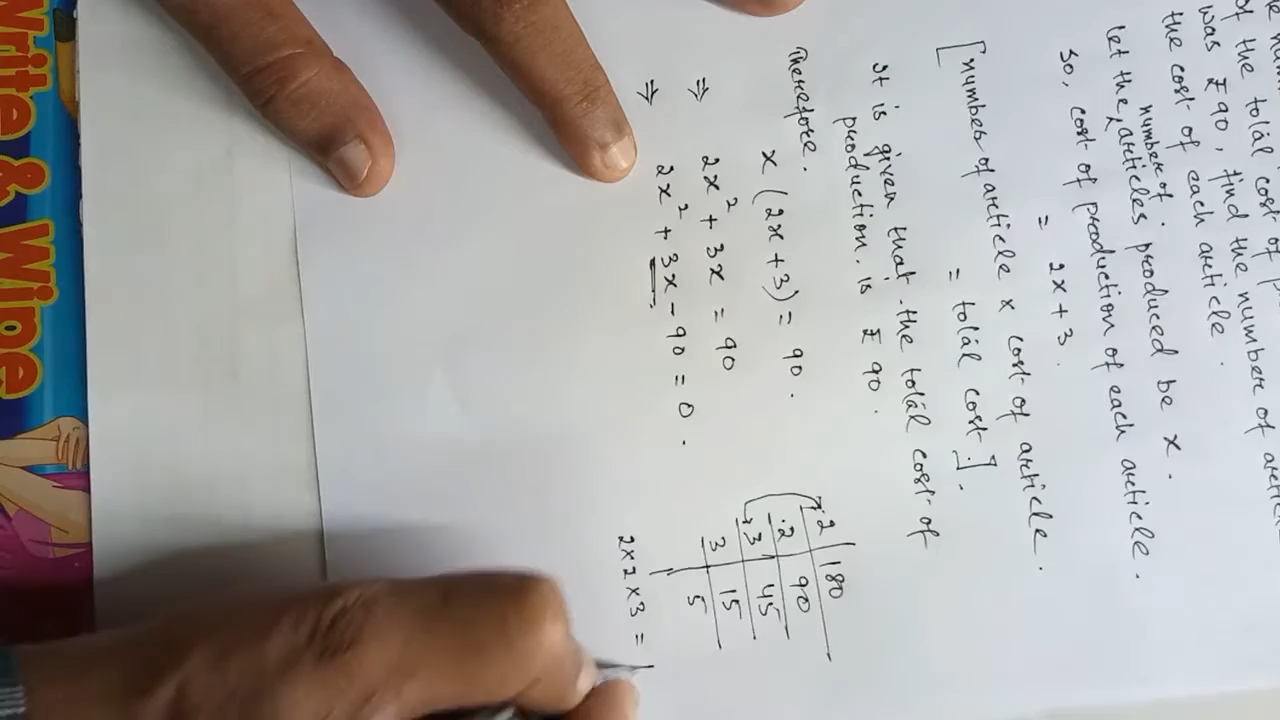 of the total cost of
was ₹ 90, find the number of
the cost of each article.
let the number of articles produced be x.
So, cost of production of each article.
= 2x + 3.
[number of article x cost of article.
= total cost].
It is given that the total cost of
production. is ₹ 90.
Therefore.
x (2x+3) = 90.
⇒ 2x² + 3x = 90
⇒ 2x² + 3x - 90 = 0.
2 | 180
2 | 90
3 | 45
3 | 15
5
2x2x3 =
Write & Wipe